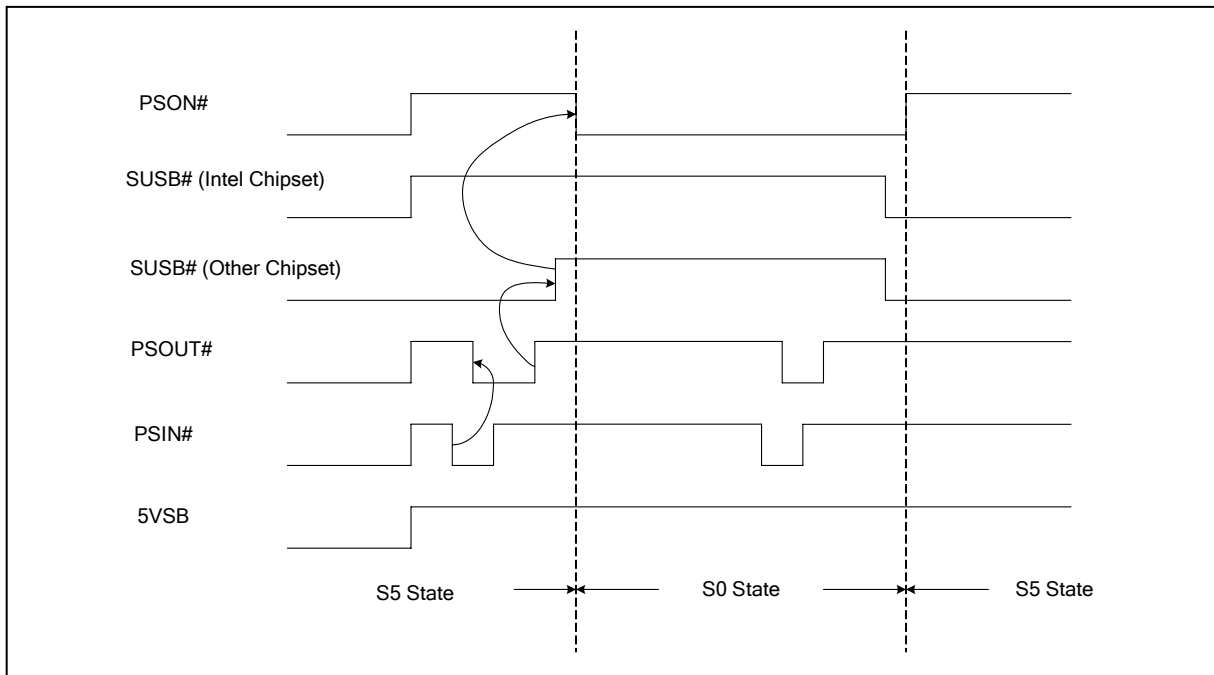 PSON#
SUSB# (Intel Chipset)
SUSB# (Other Chipset)
PSOUT#
PSIN#
5VSB
S5 State
S0 State
S5 State